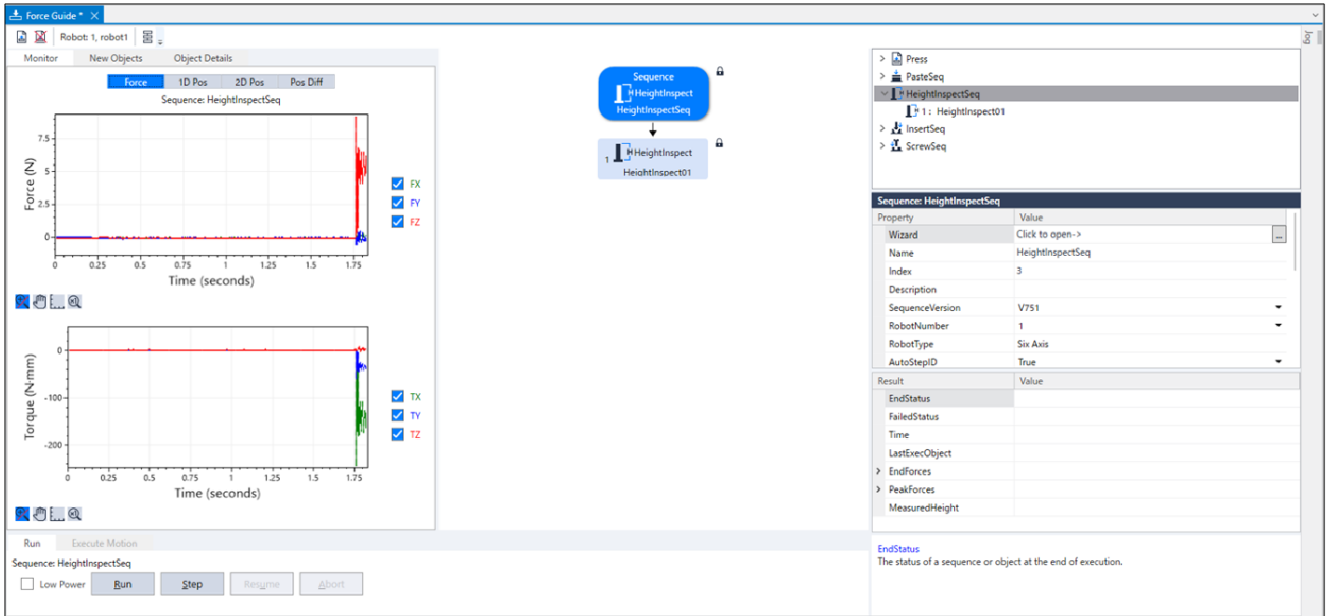 Force Guide * X
Robot: 1, robot1
Jog
Monitor New Objects Object Details
Force 1D Pos 2D Pos Pos Diff
Sequence: HeightInspectSeq
Force (N)
7.5
5
2.5
0
0 0.25 0.5 0.75 1 1.25 1.5 1.75
Time (seconds)
FX
FY
FZ
Torque (N·mm)
0
-100
-200
0 0.25 0.5 0.75 1 1.25 1.5 1.75
Time (seconds)
TX
TY
TZ
Run Execute Motion
Sequence: HeightInspectSeq
Low Power Run Step Resume Abort
Sequence
HeightInspect
HeightInspectSeq
1 HeightInspect
HeightInspect01
Press
PasteSeq
HeightInspectSeq
1 : HeightInspect01
InsertSeq
ScrewSeq
Sequence: HeightInspectSeq
Property Value
Wizard Click to open-> ...
Name HeightInspectSeq
Index 3
Description
SequenceVersion V751
RobotNumber 1
RobotType Six Axis
AutoStepID True
Result Value
EndStatus
FailedStatus
Time
LastExecObject
EndForces
PeakForces
MeasuredHeight
EndStatus
The status of a sequence or object at the end of execution.